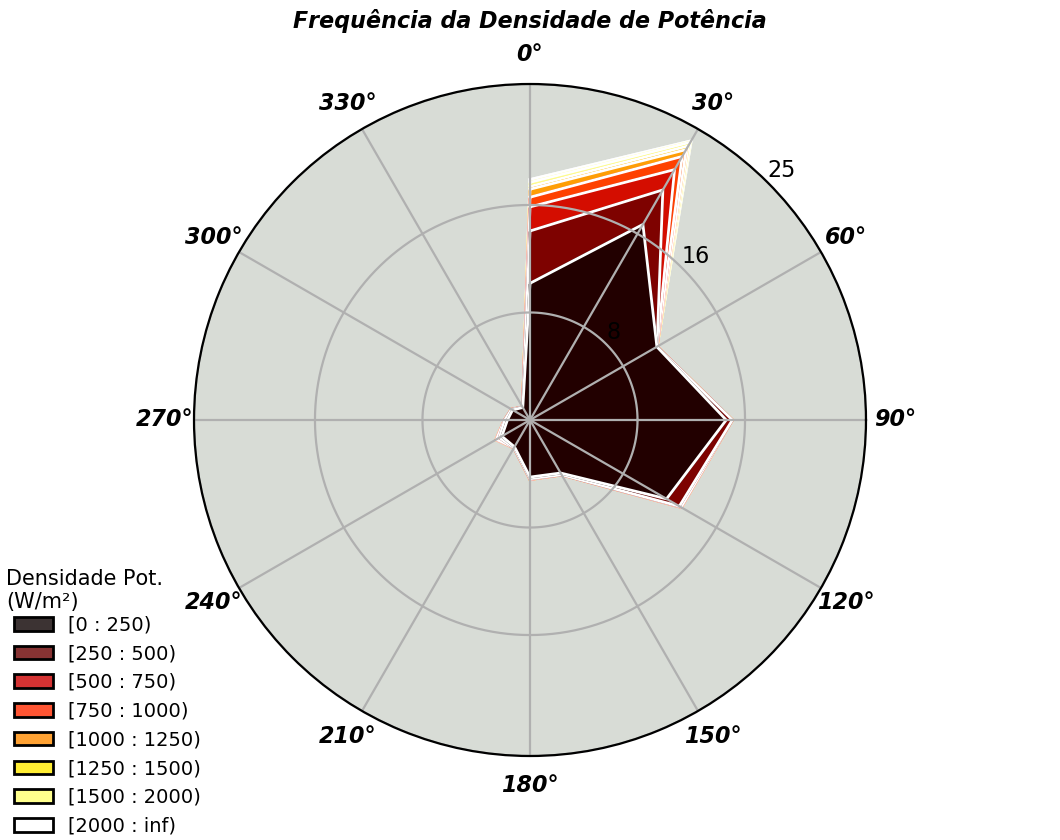 Frequência da Densidade de Potência
0°
330°
30°
25
300°
60°
16
8
270°
90°
240°
120°
210°
150°
180°
Densidade Pot.
(W/m²)
[0 : 250)
[250 : 500)
[500 : 750)
[750 : 1000)
[1000 : 1250)
[1250 : 1500)
[1500 : 2000)
[2000 : inf)